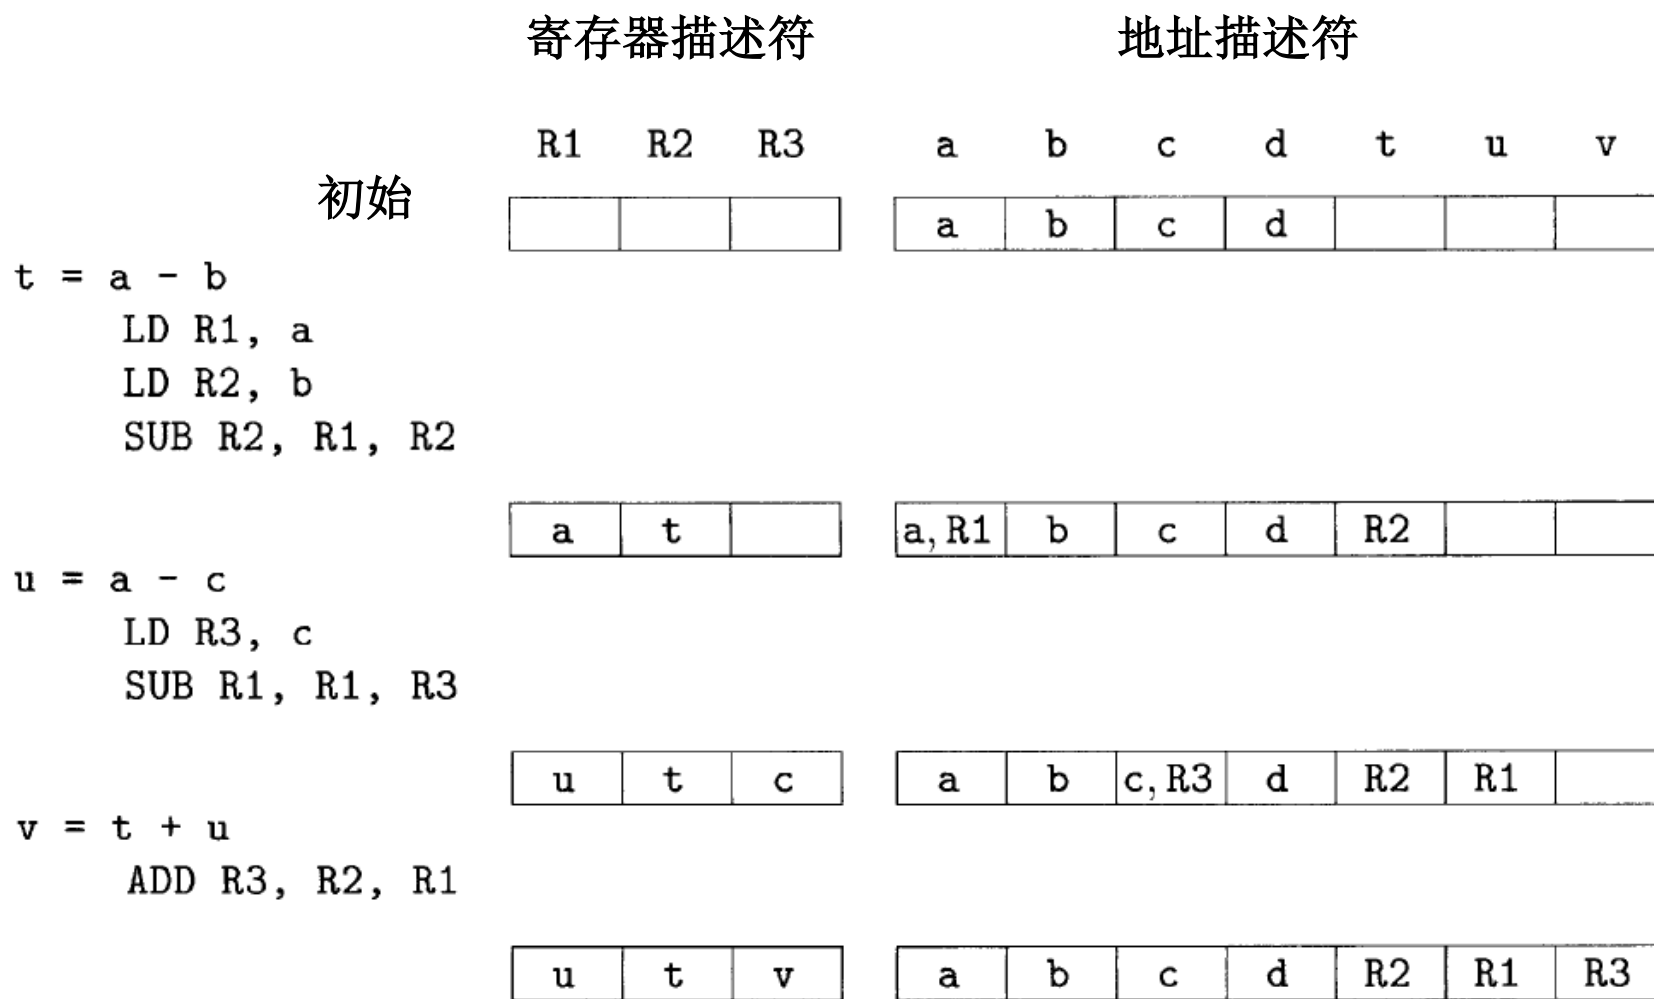 寄存器描述符 地址描述符
R1 R2 R3 a b c d t u v
初始
a b c d
t = a - b
LD R1, a
LD R2, b
SUB R2, R1, R2
a t a, R1 b c d R2
u = a - c
LD R3, c
SUB R1, R1, R3
u t c a b c, R3 d R2 R1
v = t + u
ADD R3, R2, R1
u t v a b c d R2 R1 R3